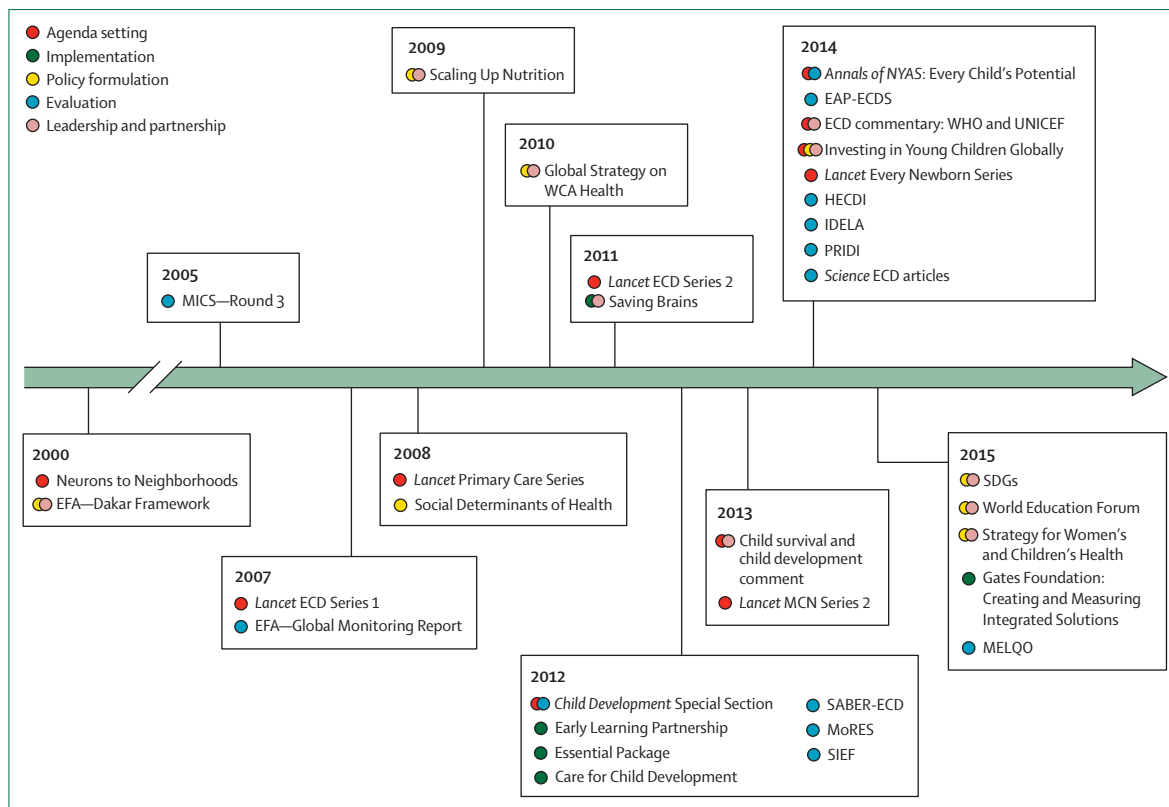 Agenda setting
Implementation
Policy formulation
Evaluation
Leadership and partnership
2000
Neurons to Neighborhoods
EFA—Dakar Framework
2005
MICS—Round 3
2007
Lancet ECD Series 1
EFA—Global Monitoring Report
2008
Lancet Primary Care Series
Social Determinants of Health
2009
Scaling Up Nutrition
2010
Global Strategy on
WCA Health
2011
Lancet ECD Series 2
Saving Brains
2012
Child Development Special Section
Early Learning Partnership
Essential Package
Care for Child Development
SABER-ECD
MoRES
SIEF
2013
Child survival and
child development
comment
Lancet MCN Series 2
2014
Annals of NYAS: Every Child’s Potential
EAP-ECDS
ECD commentary: WHO and UNICEF
Investing in Young Children Globally
Lancet Every Newborn Series
HECDI
IDELA
PRIDI
Science ECD articles
2015
SDGs
World Education Forum
Strategy for Women’s
and Children’s Health
Gates Foundation:
Creating and Measuring
Integrated Solutions
MELQO